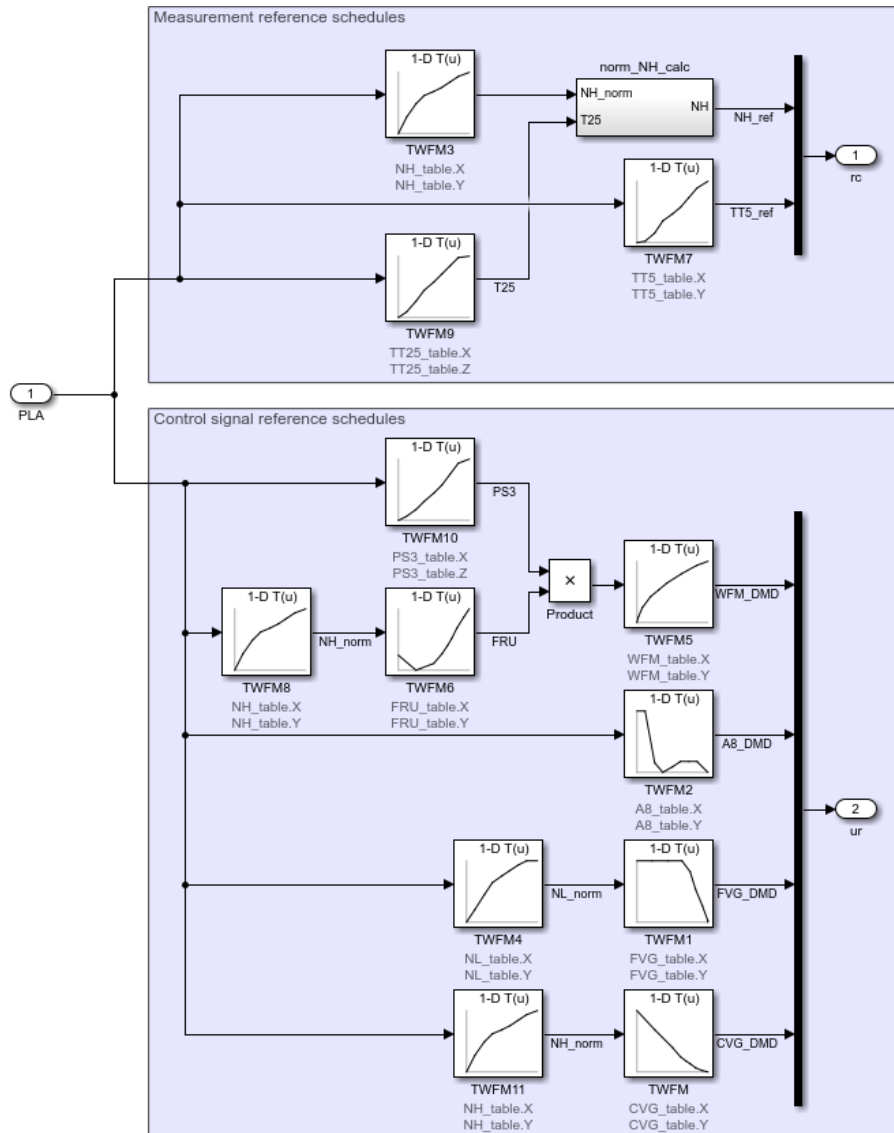 Measurement reference schedules
1-D T(u)
norm_NH_calc
NH_norm
T25
NH
NH_ref
TWFM3
NH_table.X
NH_table.Y
1
rc
1-D T(u)
TT5_ref
TWFM7
TT5_table.X
TT5_table.Y
1-D T(u)
T25
TWFM9
TT25_table.X
TT25_table.Z
1
PLA
Control signal reference schedules
1-D T(u)
PS3
TWFM10
PS3_table.X
PS3_table.Z
×
Product
1-D T(u)
WFM_DMD
TWFM5
WFM_table.X
WFM_table.Y
1-D T(u)
NH_norm
TWFM8
NH_table.X
NH_table.Y
1-D T(u)
FRU
TWFM6
FRU_table.X
FRU_table.Y
1-D T(u)
A8_DMD
TWFM2
A8_table.X
A8_table.Y
2
ur
1-D T(u)
NL_norm
TWFM4
NL_table.X
NL_table.Y
1-D T(u)
FVG_DMD
TWFM1
FVG_table.X
FVG_table.Y
1-D T(u)
NH_norm
TWFM11
NH_table.X
NH_table.Y
1-D T(u)
CVG_DMD
TWFM
CVG_table.X
CVG_table.Y